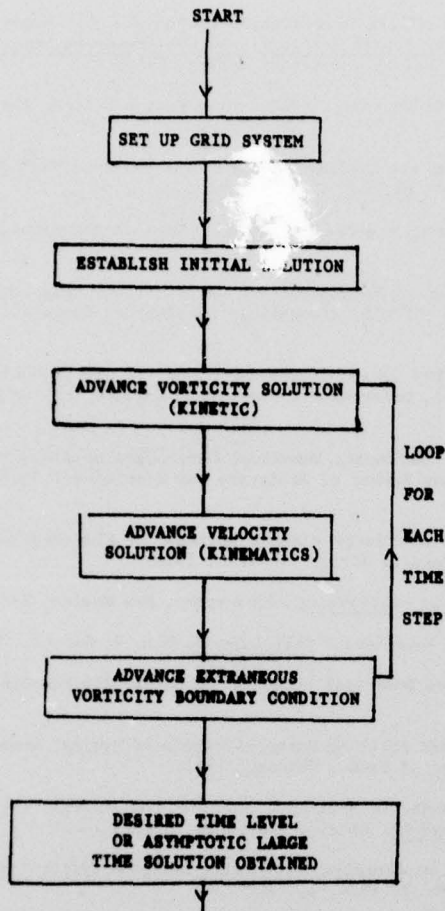 START
SET UP GRID SYSTEM
ESTABLISH INITIAL SOLUTION
ADVANCE VORTICITY SOLUTION
(KINETIC)
LOOP
FOR
EACH
TIME
STEP
ADVANCE VELOCITY
SOLUTION (KINEMATICS)
ADVANCE EXTRANEOUS
VORTICITY BOUNDARY CONDITION
DESIRED TIME LEVEL
OR ASYMPTOTIC LARGE
TIME SOLUTION OBTAINED